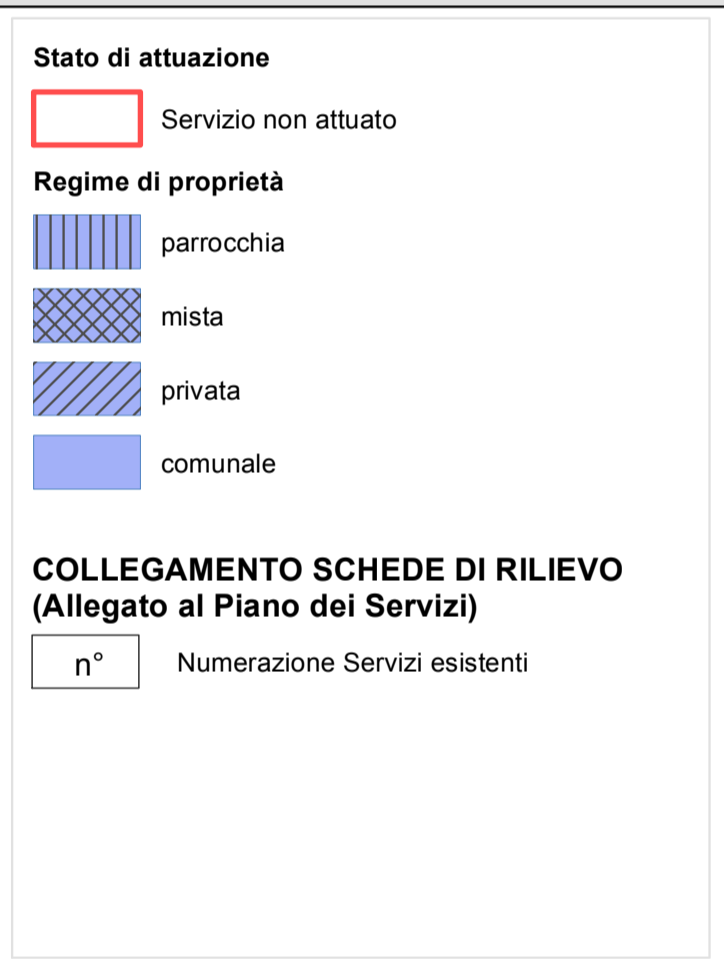 Stato di attuazione
Servizio non attuato
Regime di proprietà
parrocchia
mista
privata
comunale
COLLEGAMENTO SCHEDE DI RILIEVO
(Allegato al Piano dei Servizi)
n° Numerazione Servizi esistenti